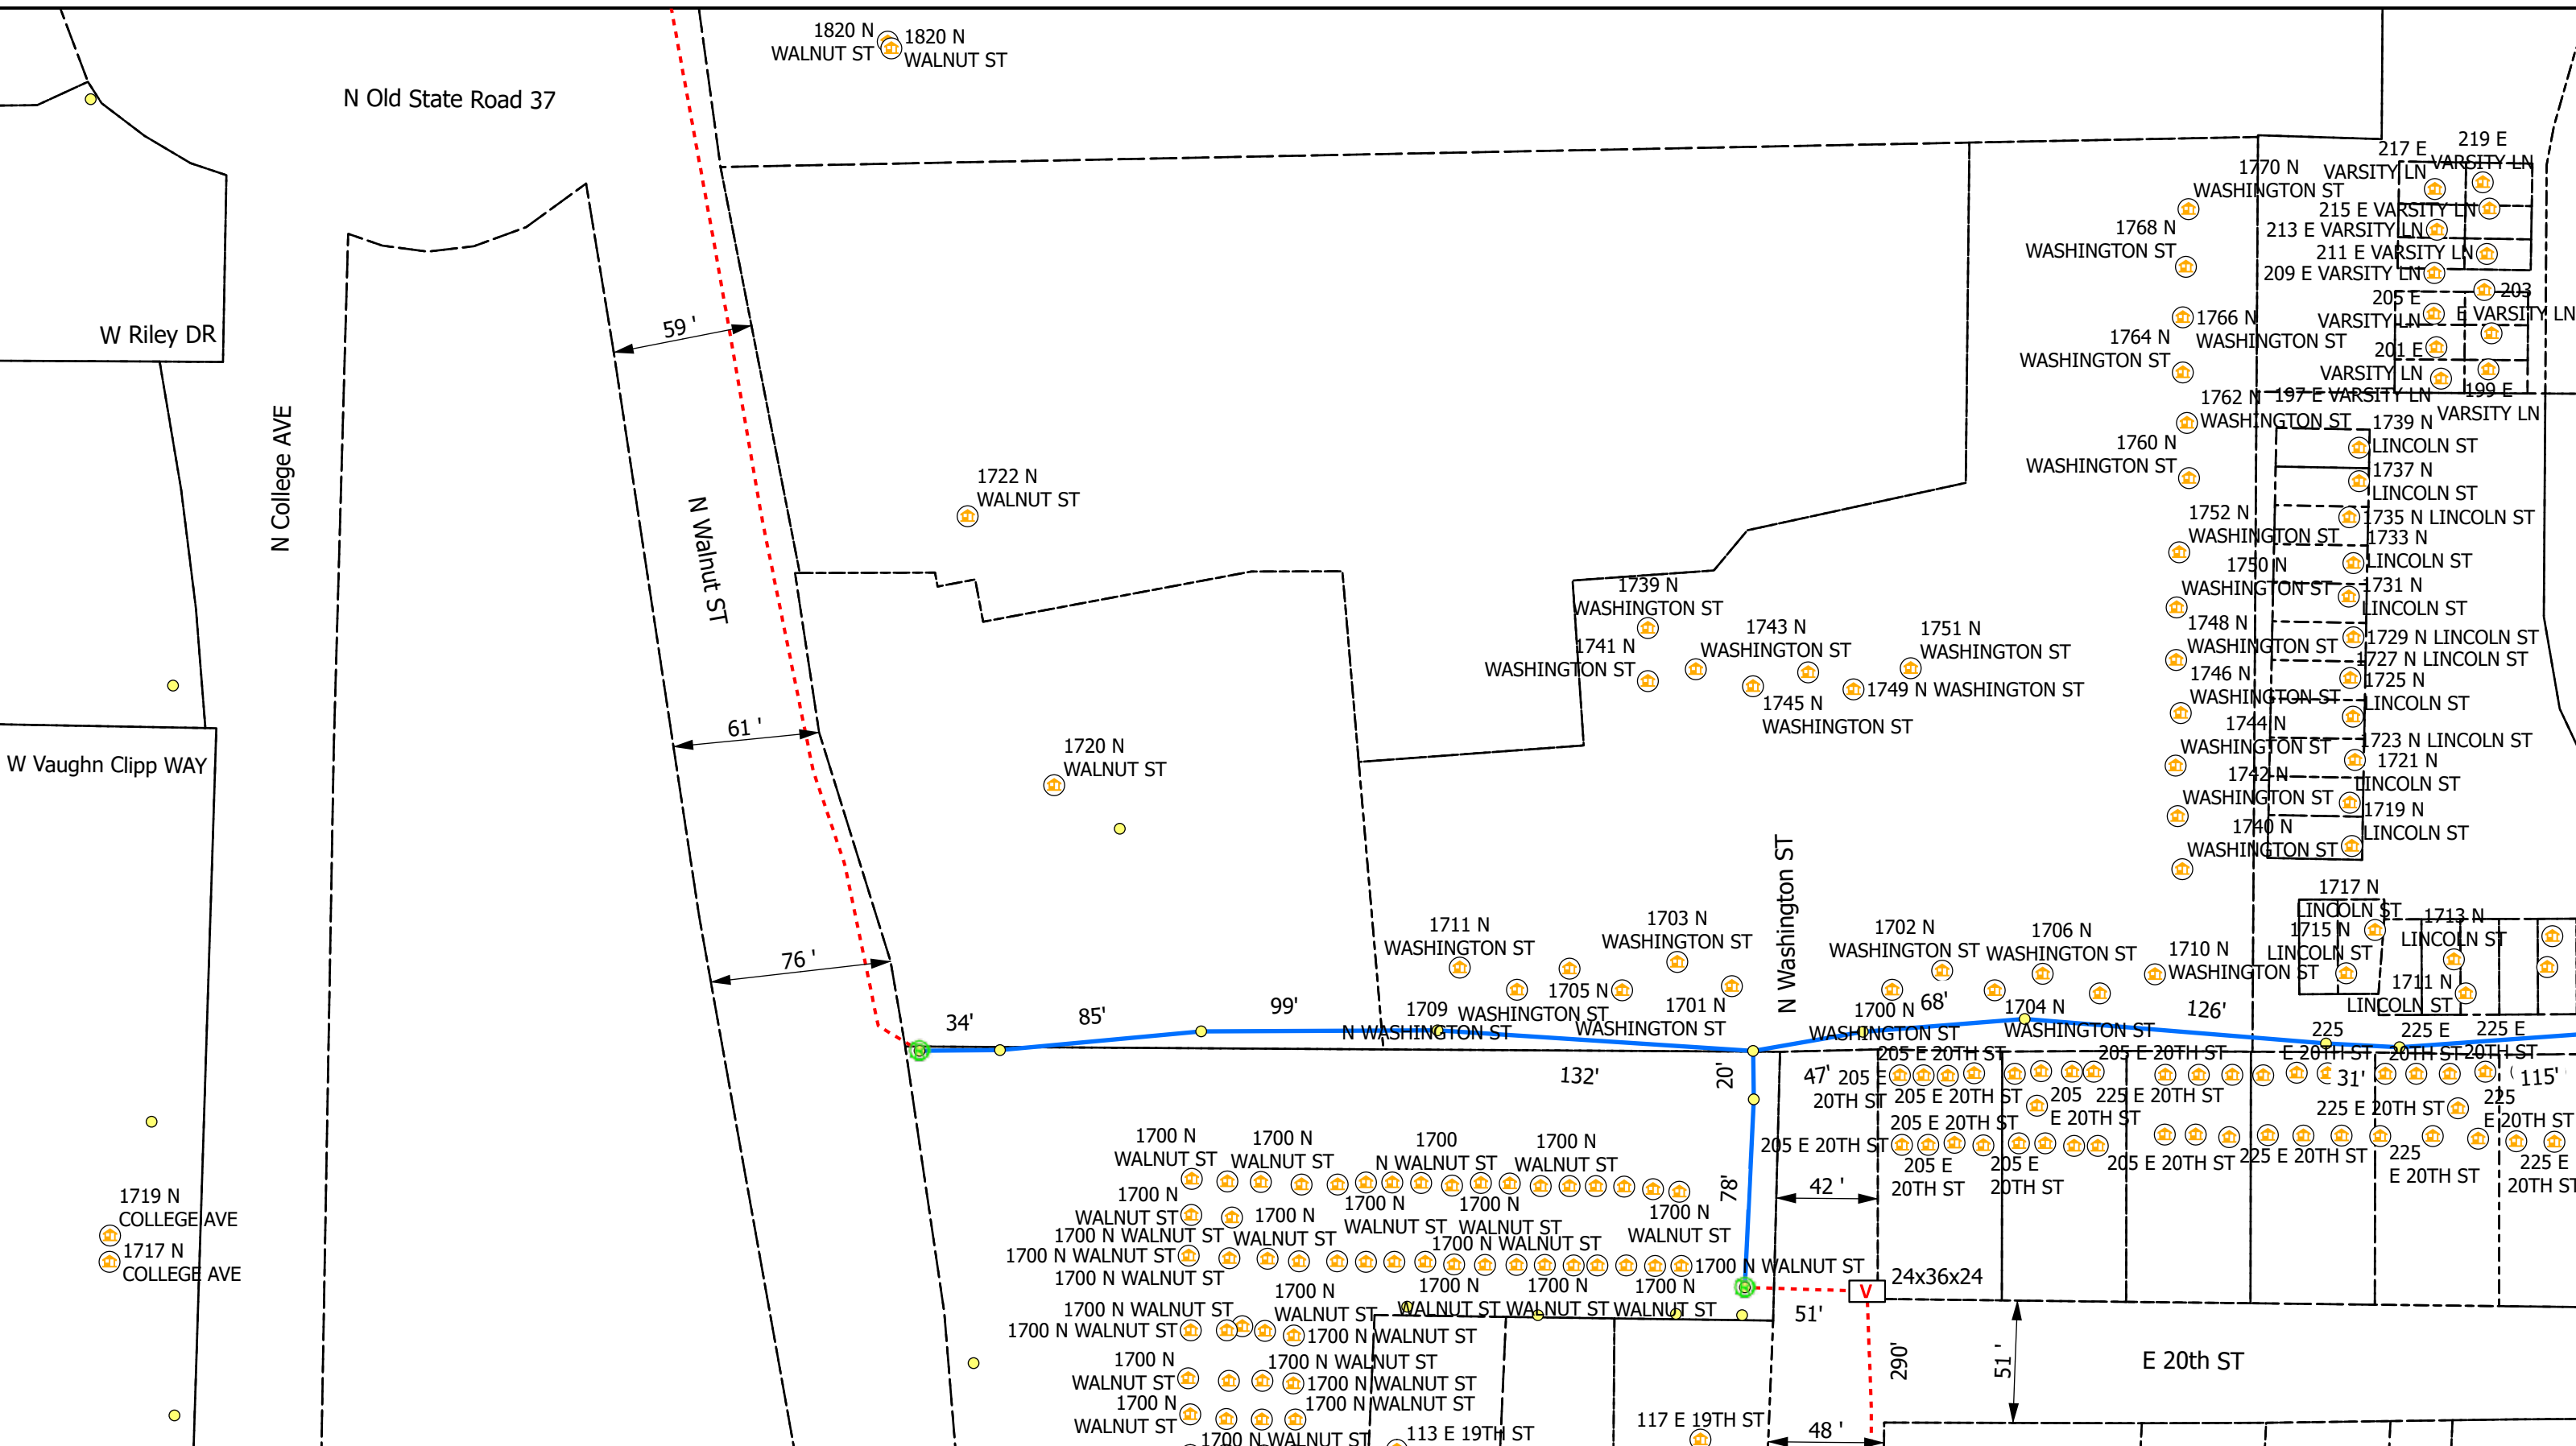 1820 N
WALNUT ST
1820 N
WALNUT ST
N Old State Road 37
217 E
VARSITY LN
219 E
VARSITY LN
1770 N
WASHINGTON ST
215 E VARSITY LN
1768 N
WASHINGTON ST
213 E VARSITY LN
211 E VARSITY LN
209 E VARSITY LN
203
E VARSITY LN
205 E
VARSITY LN
W Riley DR
59 '
1766 N
WASHINGTON ST
1764 N
WASHINGTON ST
201 E
VARSITY LN
197 E VARSITY LN
199 E
VARSITY LN
1762 N
WASHINGTON ST
N College AVE
1739 N
LINCOLN ST
1760 N
WASHINGTON ST
1737 N
LINCOLN ST
1722 N
WALNUT ST
N Walnut ST
1752 N
WASHINGTON ST
1735 N LINCOLN ST
1733 N
LINCOLN ST
1750 N
WASHINGTON ST
1739 N
WASHINGTON ST
1731 N
LINCOLN ST
1743 N
WASHINGTON ST
1751 N
WASHINGTON ST
1748 N
WASHINGTON ST
1729 N LINCOLN ST
1741 N
WASHINGTON ST
1727 N LINCOLN ST
1746 N
WASHINGTON ST
1725 N
LINCOLN ST
1749 N WASHINGTON ST
1745 N
WASHINGTON ST
61 '
1744 N
WASHINGTON ST
1723 N LINCOLN ST
1720 N
WALNUT ST
1721 N
LINCOLN ST
W Vaughn Clipp WAY
1742 N
WASHINGTON ST
1719 N
LINCOLN ST
1740 N
WASHINGTON ST
N Washington ST
1717 N
LINCOLN ST
1711 N
WASHINGTON ST
1703 N
WASHINGTON ST
1702 N
WASHINGTON ST
1706 N
WASHINGTON ST
1715 N
LINCOLN ST
1713 N
LINCOLN ST
1710 N
WASHINGTON ST
76 '
1711 N
LINCOLN ST
1705 N
WASHINGTON ST
1701 N
WASHINGTON ST
1709
N WASHINGTON ST
1700 N
WASHINGTON ST
1704 N
WASHINGTON ST
34'
85'
99'
68'
126'
225
E 20TH ST
225 E
20TH ST
225 E
20TH ST
205 E 20TH ST
205 E 20TH ST
132'
20'
47'
205 E
20TH ST
31'
115'
205 E 20TH ST
205
E 20TH ST
225 E 20TH ST
225 E 20TH ST
225
E 20TH ST
205 E 20TH ST
205 E 20TH ST
205 E
20TH ST
205 E
20TH ST
205 E 20TH ST
225 E 20TH ST
225
E 20TH ST
225 E
20TH ST
1700 N
WALNUT ST
1700 N
WALNUT ST
1700
N WALNUT ST
1700 N
WALNUT ST
78'
42 '
1719 N
COLLEGE AVE
1717 N
COLLEGE AVE
1700 N
WALNUT ST
1700 N WALNUT ST
1700 N WALNUT ST
1700 N WALNUT ST
1700 N
WALNUT ST
1700 N
WALNUT ST
1700 N
WALNUT ST
1700 N
WALNUT ST
1700 N WALNUT ST
1700 N WALNUT ST
24x36x24
V
1700 N
WALNUT ST
1700 N
WALNUT ST
1700 N
WALNUT ST
1700 N
WALNUT ST
51'
1700 N WALNUT ST
1700 N WALNUT ST
1700 N WALNUT ST
290'
51 '
E 20th ST
1700 N
WALNUT ST
1700 N WALNUT ST
1700 N WALNUT ST
1700 N WALNUT ST
1700 N
WALNUT ST
1700 N WALNUT ST
113 E 19TH ST
117 E 19TH ST
48 '